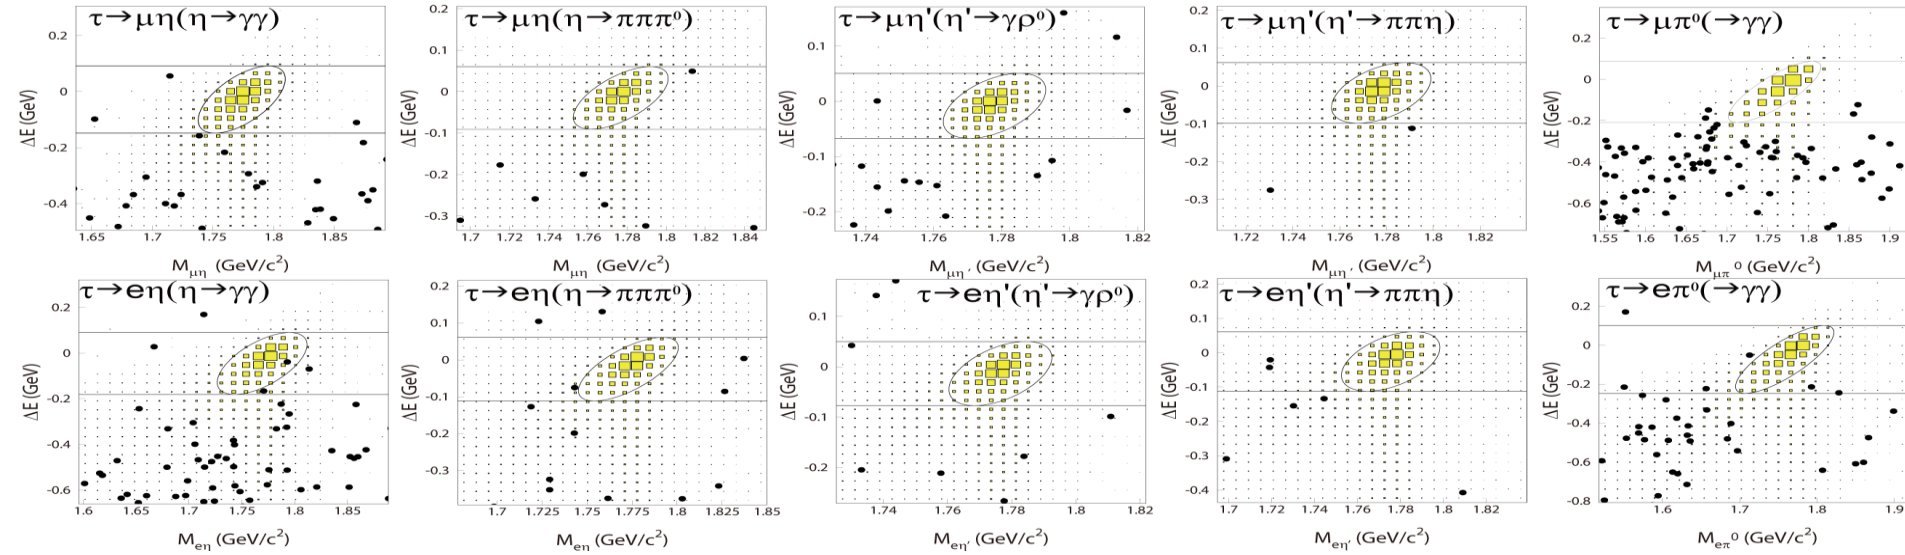 τ→μη(η→γγ)
0.2
0
-0.2
-0.4
ΔE (GeV)
1.65 1.7 1.75 1.8 1.85
M_μη (GeV/c²)
τ→μη(η→πππ⁰)
0.2
0.1
0
-0.1
-0.2
-0.3
ΔE (GeV)
1.7 1.72 1.74 1.76 1.78 1.8 1.82 1.84
M_μη (GeV/c²)
τ→μη'(η'→γρ⁰)
0.1
0
-0.1
-0.2
ΔE (GeV)
1.74 1.76 1.78 1.8 1.82
M_μη' (GeV/c²)
τ→μη'(η'→ππη)
0.1
0
-0.1
-0.2
-0.3
ΔE (GeV)
1.72 1.74 1.76 1.78 1.8 1.82
M_μη' (GeV/c²)
τ→μπ⁰(→γγ)
0.2
0
-0.2
-0.4
-0.6
ΔE (GeV)
1.55 1.6 1.65 1.7 1.75 1.8 1.85 1.9
M_μπ⁰ (GeV/c²)
τ→eη(η→γγ)
0.2
0
-0.2
-0.4
-0.6
ΔE (GeV)
1.6 1.65 1.7 1.75 1.8 1.85
M_eη (GeV/c²)
τ→eη(η→πππ⁰)
0.2
0.1
0
-0.1
-0.2
-0.3
ΔE (GeV)
1.7 1.725 1.75 1.775 1.8 1.825 1.85
M_eη (GeV/c²)
τ→eη'(η'→γρ⁰)
0.1
0
-0.1
-0.2
ΔE (GeV)
1.74 1.76 1.78 1.8 1.82
M_eη' (GeV/c²)
τ→eη'(η'→ππη)
0.1
0
-0.1
-0.2
-0.3
-0.4
ΔE (GeV)
1.7 1.72 1.74 1.76 1.78 1.8 1.82
M_eη' (GeV/c²)
τ→eπ⁰(→γγ)
0.2
0
-0.2
-0.4
-0.6
-0.8
ΔE (GeV)
1.6 1.7 1.8 1.9
M_eπ⁰ (GeV/c²)